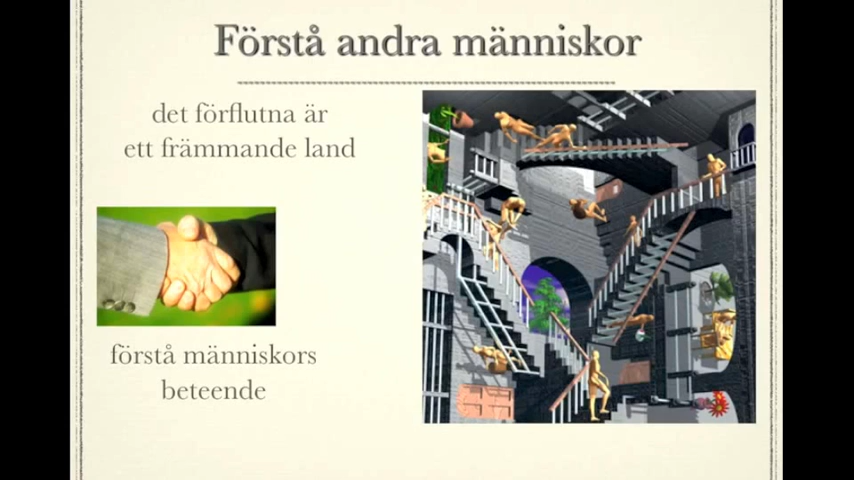 Förstå andra människor
det förflutna är
ett främmande land
förstå människors
beteende